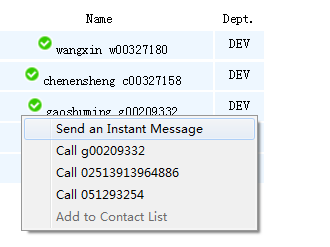 Name Dept.
wangxin w00327180 DEV
chenensheng c00327158 DEV
gaoshuming g00209332 DEV
Send an Instant Message
Call g00209332
Call 02513913964886
Call 051293254
Add to Contact List